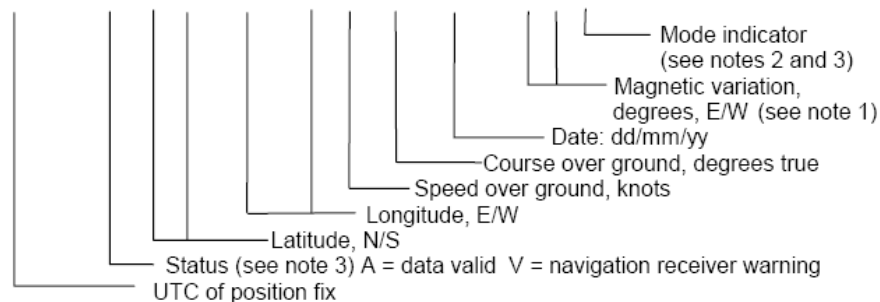 Mode indicator
(see notes 2 and 3)
Magnetic variation,
degrees, E/W (see note 1)
Date: dd/mm/yy
Course over ground, degrees true
Speed over ground, knots
Longitude, E/W
Latitude, N/S
Status (see note 3) A = data valid V = navigation receiver warning
UTC of position fix